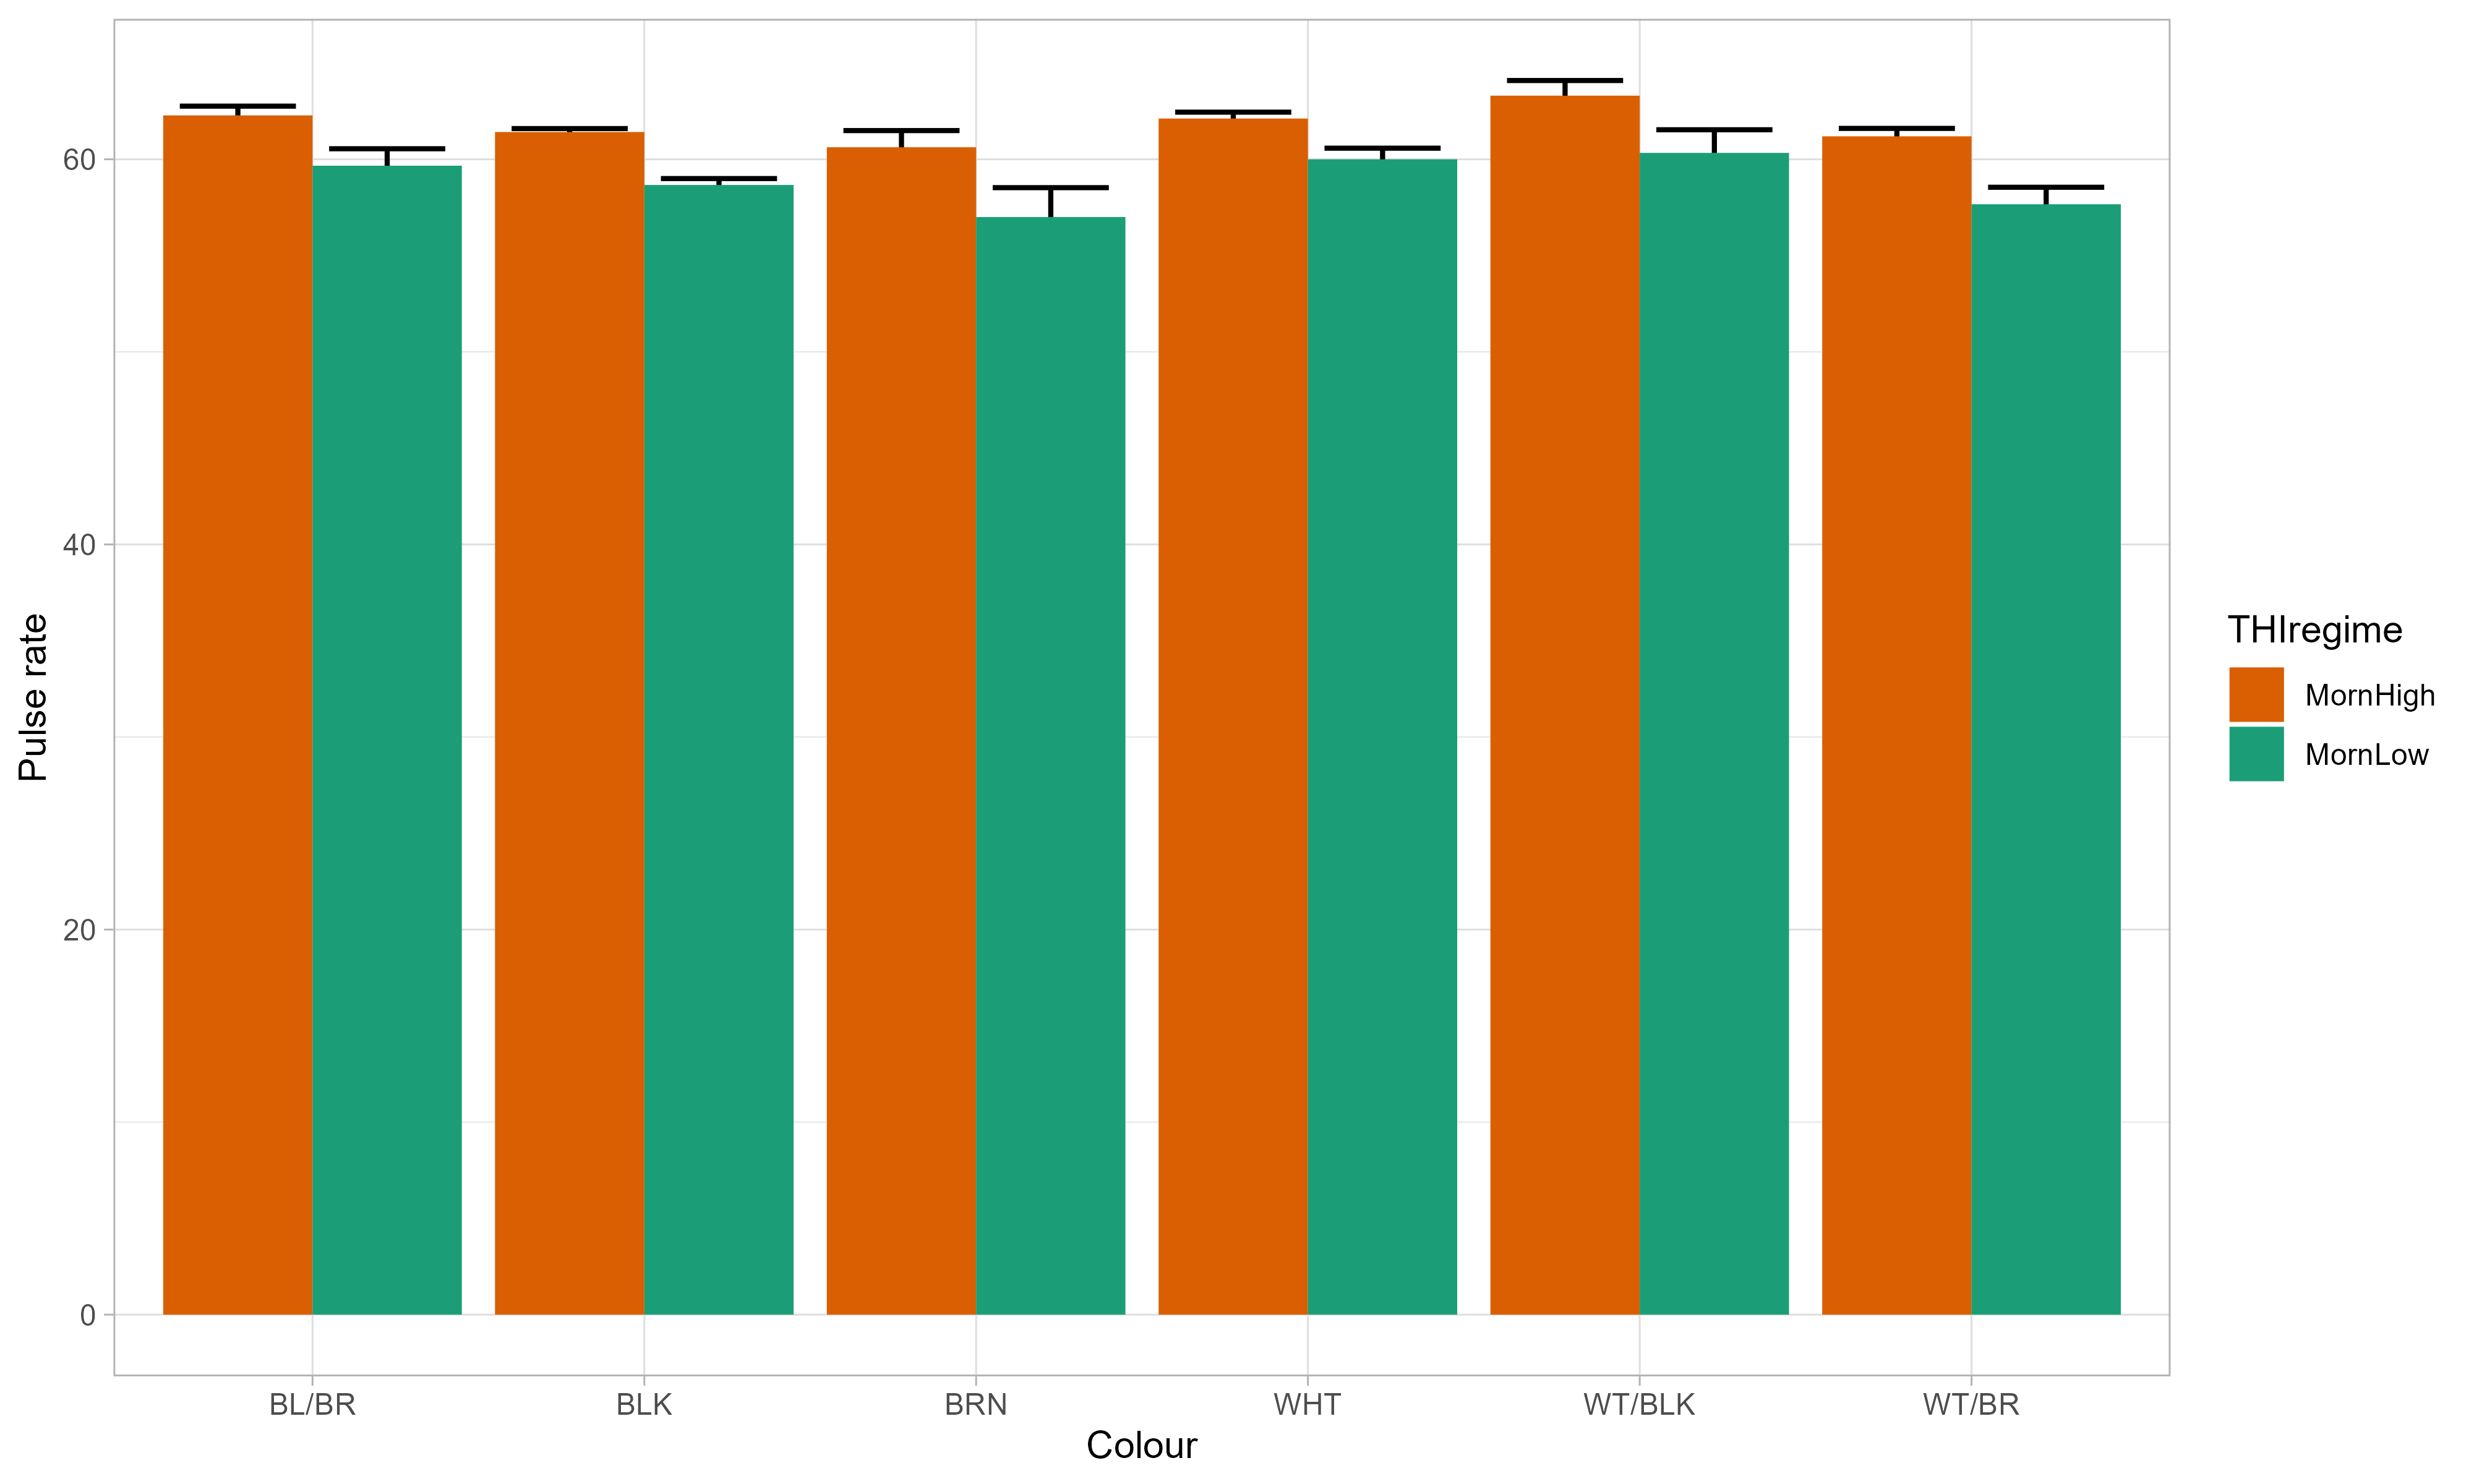 60
40
20
0
Pulse rate
BL/BR BLK BRN WHT WT/BLK WT/BR
Colour
THIregime
MornHigh
MornLow